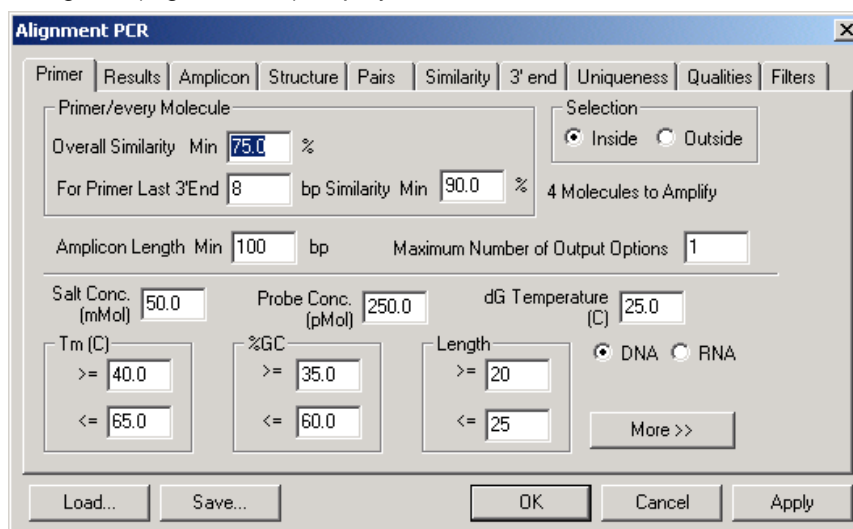 Alignment PCR
Primer Results Amplicon Structure Pairs Similarity 3' end Uniqueness Qualities Filters
Primer/every Molecule
Selection
Overall Similarity Min 75.0 %
Inside Outside
For Primer Last 3'End 8 bp Similarity Min 90.0 %
4 Molecules to Amplify
Amplicon Length Min 100 bp Maximum Number of Output Options 1
Salt Conc. (mMol) 50.0
Probe Conc. (pMol) 250.0
dG Temperature (C) 25.0
Tm (C) %GC Length
DNA RNA
>= 40.0 >= 35.0 >= 20
<= 65.0 <= 60.0 <= 25
More >>
Load... Save... OK Cancel Apply